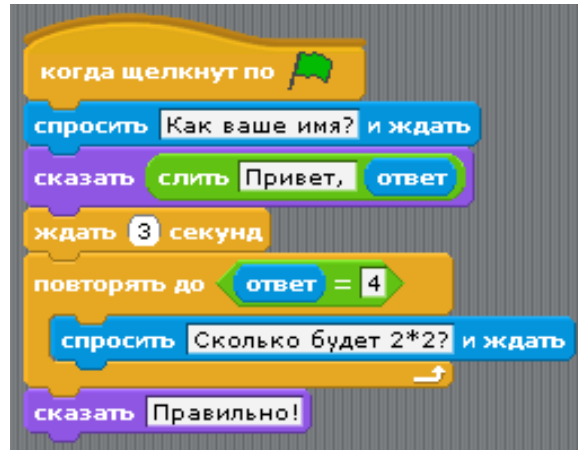 когда щелкнут по
спросить Как ваше имя? и ждать
сказать слить Привет, ответ
ждать 3 секунд
повторять до ответ = 4
спросить Сколько будет 2*2? и ждать
сказать Правильно!